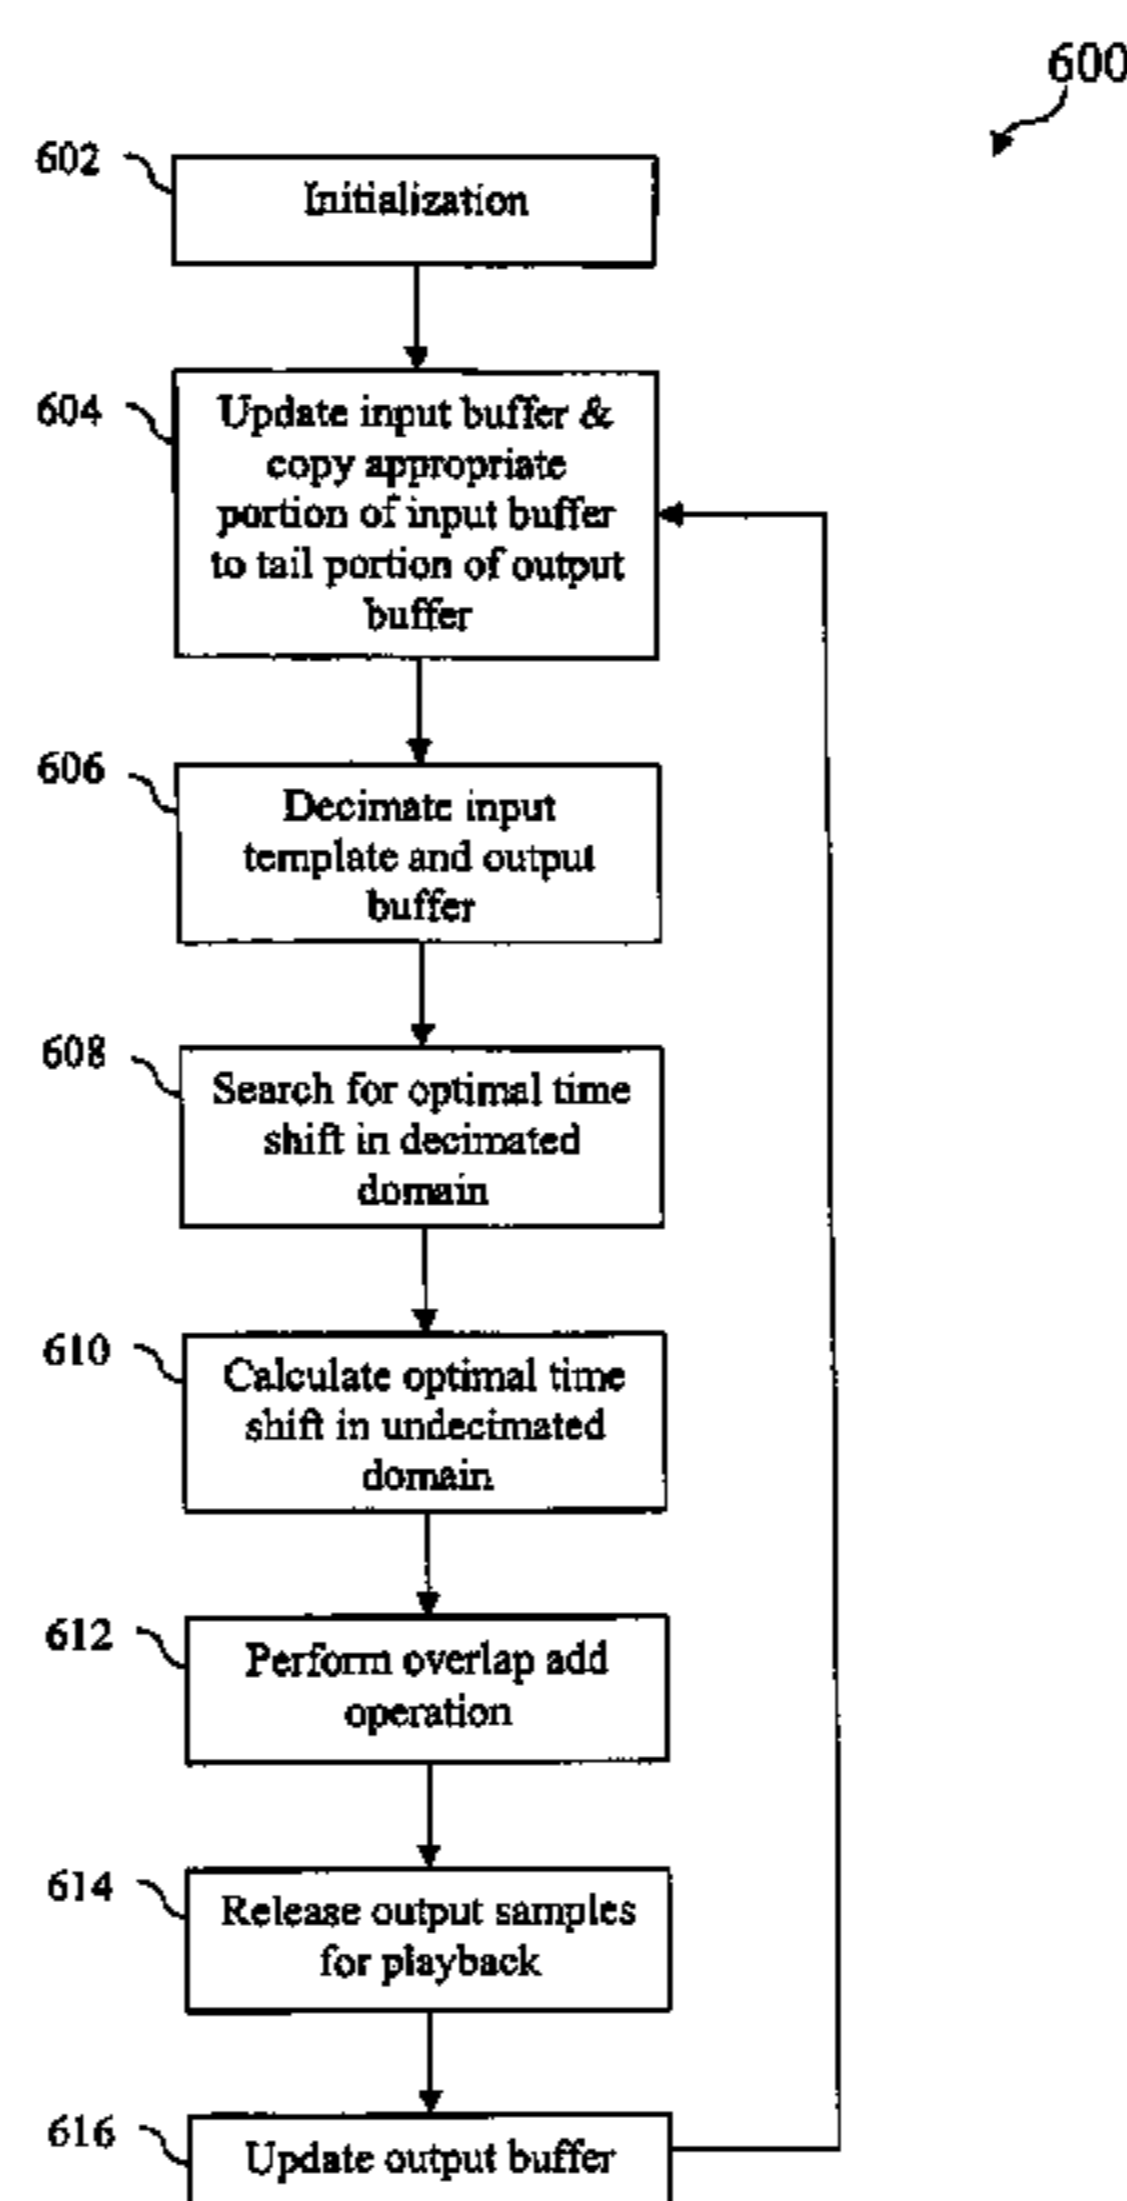 600
602
Initialization
604
Update input buffer &
copy appropriate
portion of input buffer
to tail portion of output
buffer
606
Decimate input
template and output
buffer
608
Search for optimal time
shift in decimated
domain
610
Calculate optimal time
shift in undecimated
domain
612
Perform overlap add
operation
614
Release output samples
for playback
616
Update output buffer